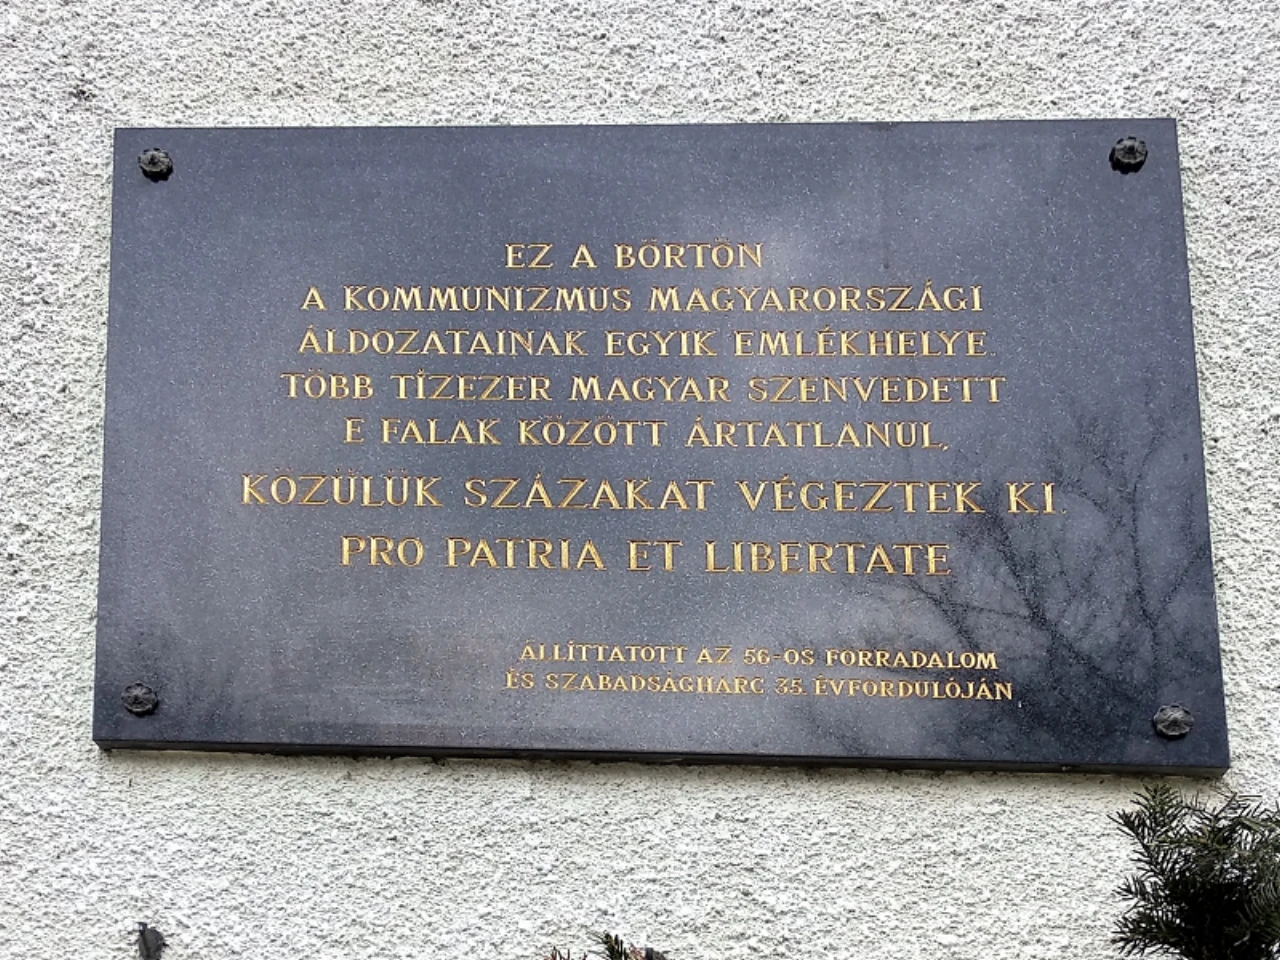 EZ A BÖRTÖN
A KOMMUNIZMUS MAGYARORSZÁGI
ÁLDOZATAINAK EGYIK EMLÉKHELYE.
TÖBB TÍZEZER MAGYAR SZENVEDETT
E FALAK KÖZÖTT ÁRTATLANUL,
KÖZÜLÜK SZÁZAKAT VÉGEZTEK KI.
PRO PATRIA ET LIBERTATE
ÁLLÍTTATOTT AZ 56-OS FORRADALOM
ÉS SZABADSÁGHARC 35. ÉVFORDULÓJÁN